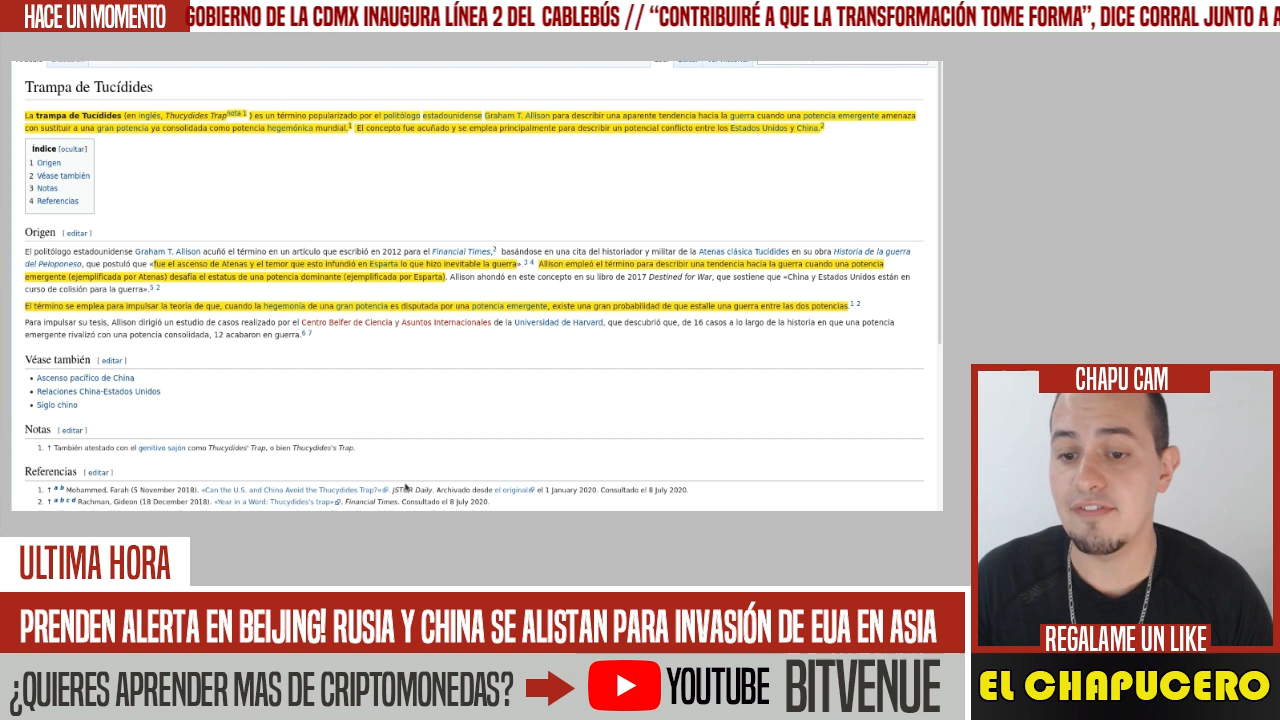 HACE UN MOMENTO
GOBIERNO DE LA CDMX INAUGURA LÍNEA 2 DEL CABLEBÚS // “CONTRIBUIRÉ A QUE LA TRANSFORMACIÓN TOME FORMA”, DICE CORRAL JUNTO A
Trampa de Tucídides
La trampa de Tucídides (en inglés, Thucydides Trap nota 1 ) es un término popularizado por el politólogo estadounidense Graham T. Allison para describir una aparente tendencia hacia la guerra cuando una potencia emergente amenaza
con sustituir a una gran potencia ya consolidada como potencia hegemónica mundial.1 El concepto fue acuñado y se emplea principalmente para describir un potencial conflicto entre los Estados Unidos y China.2
Índice [ocultar]
1 Origen
2 Véase también
3 Notas
4 Referencias
Origen [ editar ]
El politólogo estadounidense Graham T. Allison acuñó el término en un artículo que escribió en 2012 para el Financial Times,2 basándose en una cita del historiador y militar de la Atenas clásica Tucídides en su obra Historia de la guerra
del Peloponeso, que postuló que «fue el ascenso de Atenas y el temor que esto infundió en Esparta lo que hizo inevitable la guerra».3 4 Allison empleó el término para describir una tendencia hacia la guerra cuando una potencia
emergente (ejemplificada por Atenas) desafía el estatus de una potencia dominante (ejemplificada por Esparta). Allison ahondó en este concepto en su libro de 2017 Destined for War, que sostiene que «China y Estados Unidos están en
curso de colisión para la guerra».5 2
El término se emplea para impulsar la teoría de que, cuando la hegemonía de una gran potencia es disputada por una potencia emergente, existe una gran probabilidad de que estalle una guerra entre las dos potencias.1 2
Para impulsar su tesis, Allison dirigió un estudio de casos realizado por el Centro Belfer de Ciencia y Asuntos Internacionales de la Universidad de Harvard, que descubrió que, de 16 casos a lo largo de la historia en que una potencia
emergente rivalizó con una potencia consolidada, 12 acabaron en guerra.6 7
Véase también [ editar ]
• Ascenso pacífico de China
• Relaciones China-Estados Unidos
• Siglo chino
Notas [ editar ]
1. ↑ También atestado con el genitivo sajón como Thucydides' Trap, o bien Thucydides's Trap.
Referencias [ editar ]
1. ↑ a b Mohammed, Farah (5 November 2018). «Can the U.S. and China Avoid the Thucydides Trap?». JSTOR Daily. Archivado desde el original el 1 January 2020. Consultado el 8 July 2020.
2. ↑ a b c d Rachman, Gideon (18 December 2018). «Year in a Word: Thucydides's trap». Financial Times. Consultado el 8 July 2020.
CHAPU CAM
REGALAME UN LIKE
EL CHAPUCERO
ULTIMA HORA
PRENDEN ALERTA EN BEIJING! RUSIA Y CHINA SE ALISTAN PARA INVASIÓN DE EUA EN ASIA
¿QUIERES APRENDER MAS DE CRIPTOMONEDAS? YOUTUBE BITVENUE